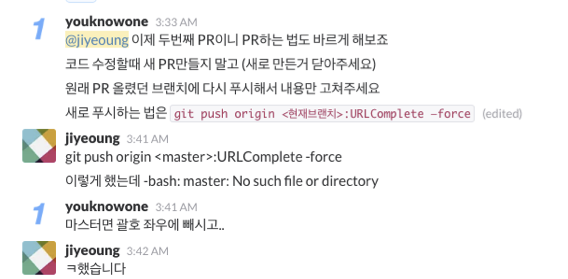 youknowone 3:33 AM
@jiyeoung 이제 두번째 PR이니 PR하는 법도 바르게 해보죠
코드 수정할때 새 PR만들지 말고 (새로 만든거 닫아주세요)
원래 PR 올렸던 브랜치에 다시 푸시해서 내용만 고쳐주세요
새로 푸시하는 법은 git push origin <현재브랜치>:URLComplete —force (edited)
jiyeoung 3:41 AM
git push origin <master>:URLComplete -force
이렇게 했는데 -bash: master: No such file or directory
youknowone 3:41 AM
마스터면 괄호 좌우에 빼시고..
jiyeoung 3:42 AM
ㅋ했습니다